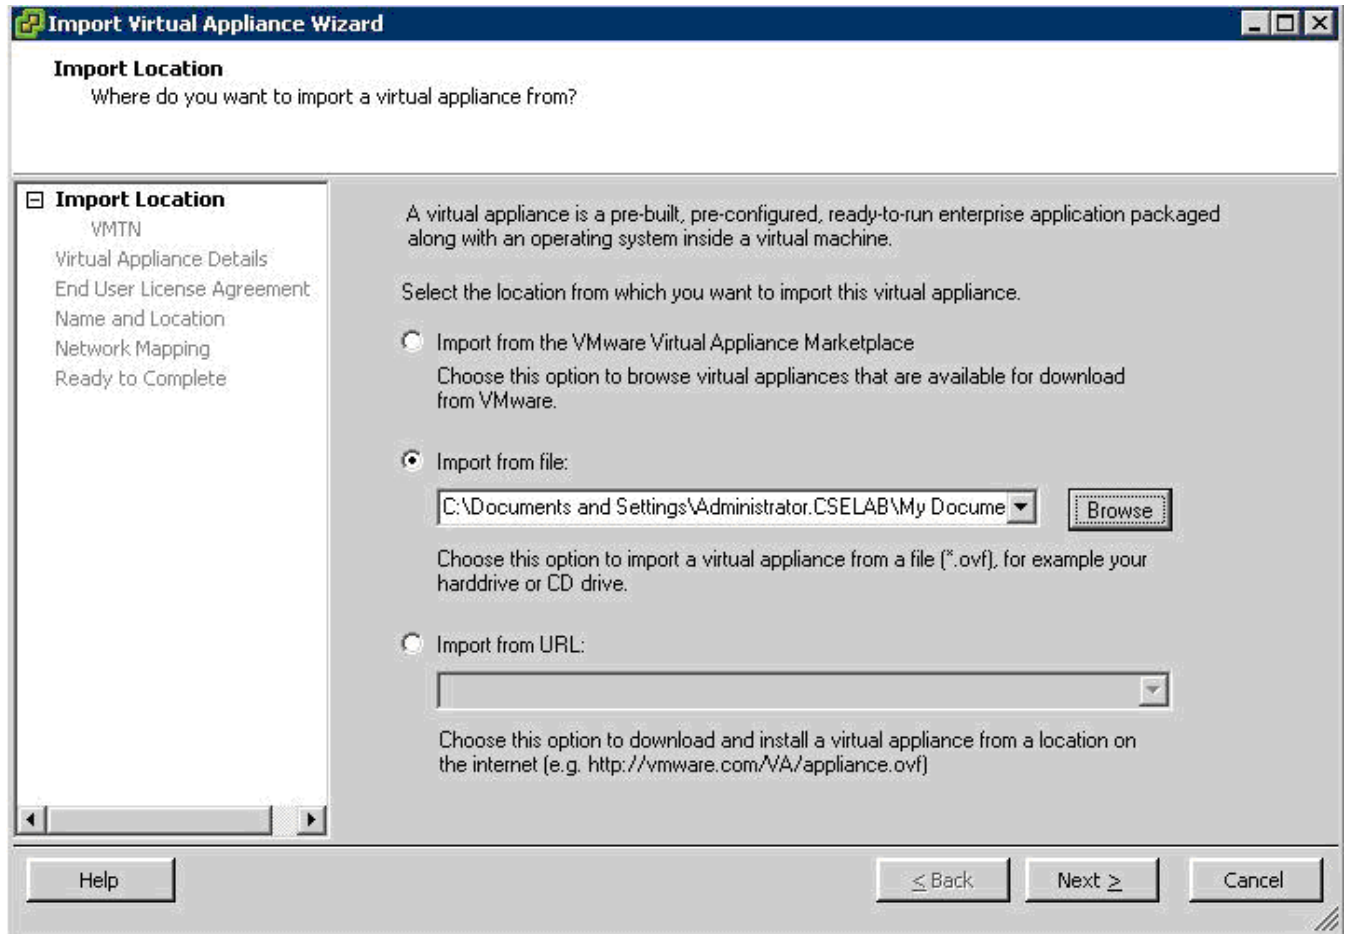 Import Virtual Appliance Wizard
Import Location
Where do you want to import a virtual appliance from?
Import Location
VMTN
Virtual Appliance Details
End User License Agreement
Name and Location
Network Mapping
Ready to Complete
A virtual appliance is a pre-built, pre-configured, ready-to-run enterprise application packaged
along with an operating system inside a virtual machine.
Select the location from which you want to import this virtual appliance.
Import from the VMware Virtual Appliance Marketplace
Choose this option to browse virtual appliances that are available for download
from VMware.
Import from file:
C:\Documents and Settings\Administrator.CSELAB\My Docume
Browse
Choose this option to import a virtual appliance from a file (*.ovf), for example your
harddrive or CD drive.
Import from URL:
Choose this option to download and install a virtual appliance from a location on
the internet (e.g. http://vmware.com/VA/appliance.ovf)
Help
< Back
Next >
Cancel